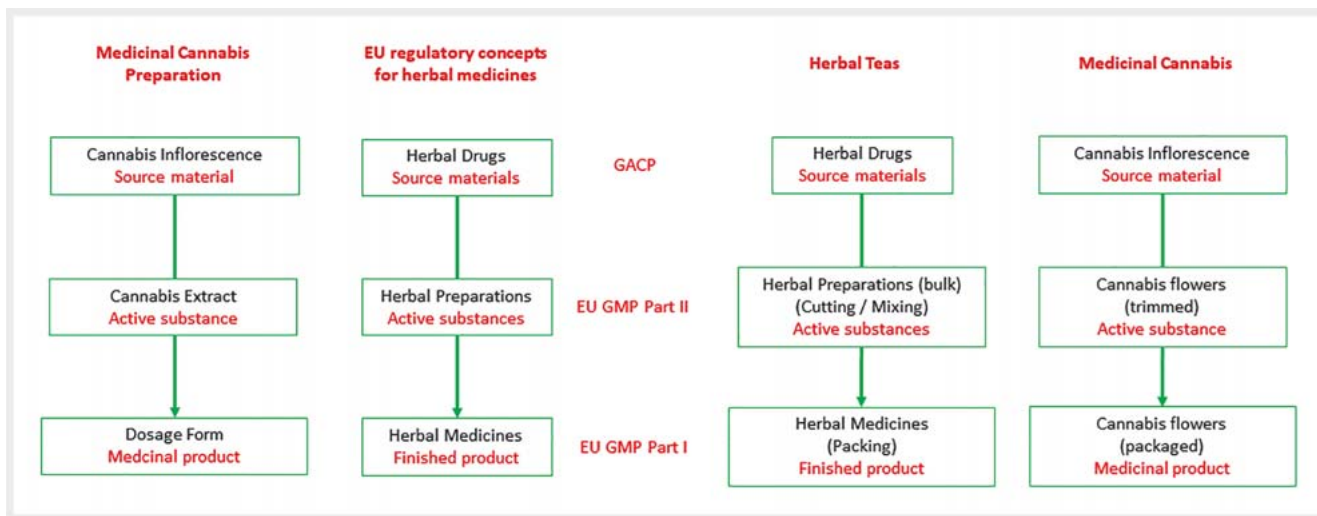 Medicinal Cannabis
Preparation
EU regulatory concepts
for herbal medicines
Herbal Teas
Medicinal Cannabis
Cannabis Inflorescence
Source material
Herbal Drugs
Source materials
GACP
Herbal Drugs
Source materials
Cannabis Inflorescence
Source material
Cannabis Extract
Active substance
Herbal Preparations
Active substances
EU GMP Part II
Herbal Preparations (bulk)
(Cutting / Mixing)
Active substances
Cannabis flowers
(trimmed)
Active substance
Dosage Form
Medcinal product
Herbal Medicines
Finished product
EU GMP Part I
Herbal Medicines
(Packing)
Finished product
Cannabis flowers
(packaged)
Medicinal product